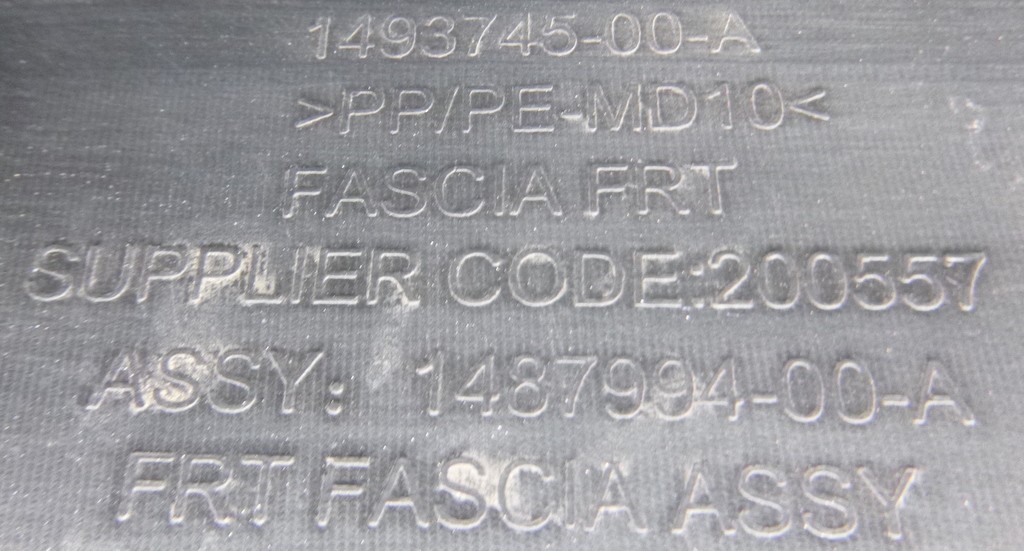 1493745-00-A
>PP/PE-MD10<
FASCIA FRT
SUPPLIER CODE:200557
ASSY: 1487994-00-A
FRT FASCIA ASSY